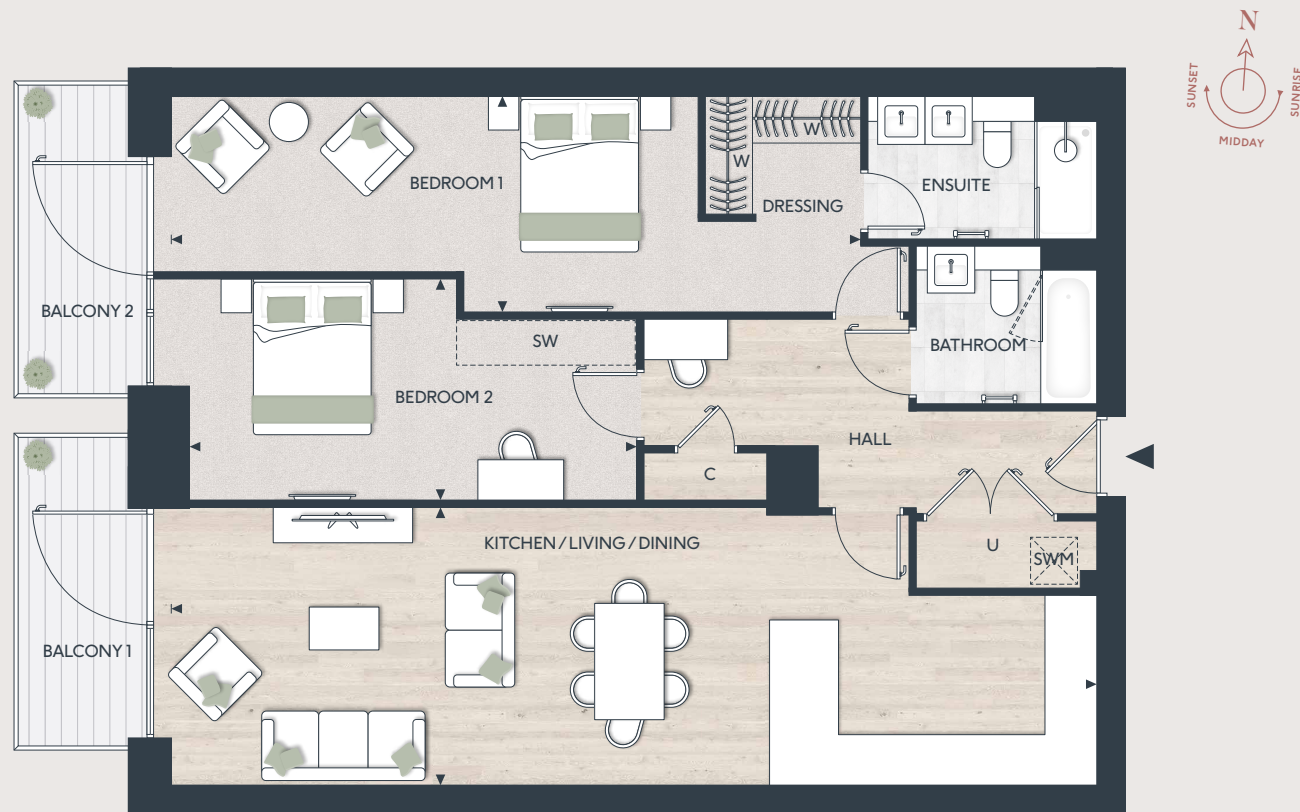 N
SUNSET
SUNRISE
MIDDAY
W
W
BEDROOM 1
ENSUITE
DRESSING
BALCONY 2
SW
BATHROOM
BEDROOM 2
HALL
C
KITCHEN / LIVING / DINING
U
SWM
BALCONY 1